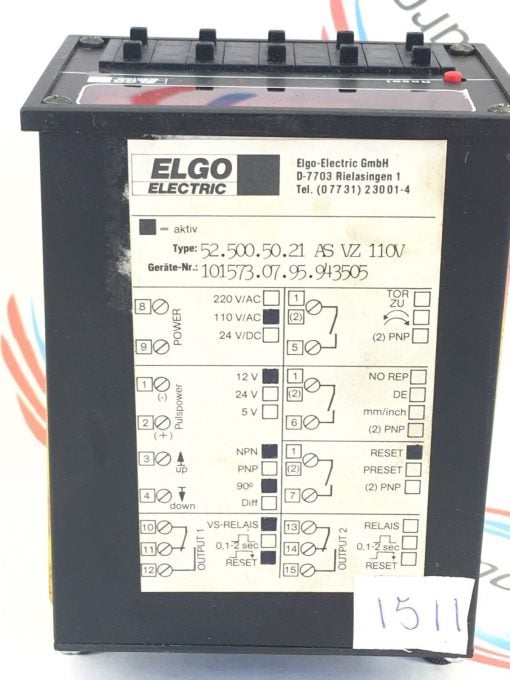 ELGO
ELECTRIC
Elgo-Electric GmbH
D-7703 Rielasingen 1
Tel. (07731) 23001-4
= aktiv
Type: 52.500.50.21 AS VZ 110V
Geräte-Nr.: 101573.07.95.943505
8
9
POWER
220 V/AC
110 V/AC
24 V/DC
1
(2)
5
TOR
ZU
(2) PNP
1
(-)
2
(+)
Pulspower
12 V
24 V
5 V
1
(2)
6
NO REP
DE
mm/inch
(2) PNP
3
up
4
down
NPN
PNP
90°
Diff
1
(2)
7
RESET
PRESET
(2) PNP
10
11
12
OUTPUT 1
VS-RELAIS
0,1-2 sec
RESET
13
14
15
OUTPUT 2
RELAIS
0,1-2 sec
RESET
1511